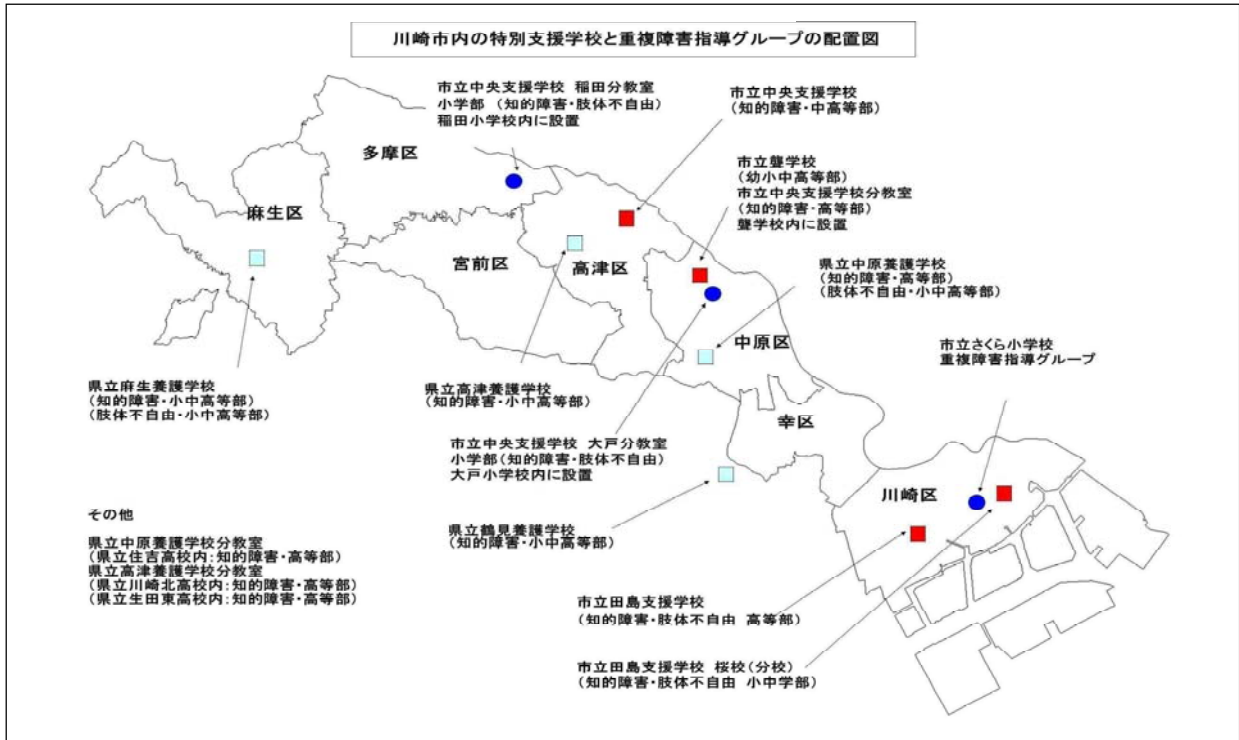 川崎市内の特別支援学校と重複障害指導グループの配置図
市立中央支援学校 稲田分教室
小学部 (知的障害・肢体不自由)
稲田小学校内に設置
市立中央支援学校
(知的障害・中高等部)
多摩区
市立聾学校
(幼小中高等部)
市立中央支援学校分教室
(知的障害・高等部)
聾学校内に設置
麻生区
宮前区
高津区
県立中原養護学校
(知的障害・高等部)
(肢体不自由・小中高等部)
中原区
市立さくら小学校
重複障害指導グループ
県立麻生養護学校
(知的障害・小中高等部)
(肢体不自由・小中高等部)
県立高津養護学校
(知的障害・小中高等部)
幸区
市立中央支援学校 大戸分教室
小学部(知的障害・肢体不自由)
大戸小学校内に設置
川崎区
県立鶴見養護学校
(知的障害・小中高等部)
その他
県立中原養護学校分教室
(県立住吉高校内:知的障害・高等部)
県立高津養護学校分教室
(県立川崎北高校内:知的障害・高等部)
(県立生田東高校内:知的障害・高等部)
市立田島支援学校
(知的障害・肢体不自由 高等部)
市立田島支援学校 桜校(分校)
(知的障害・肢体不自由 小中学部)